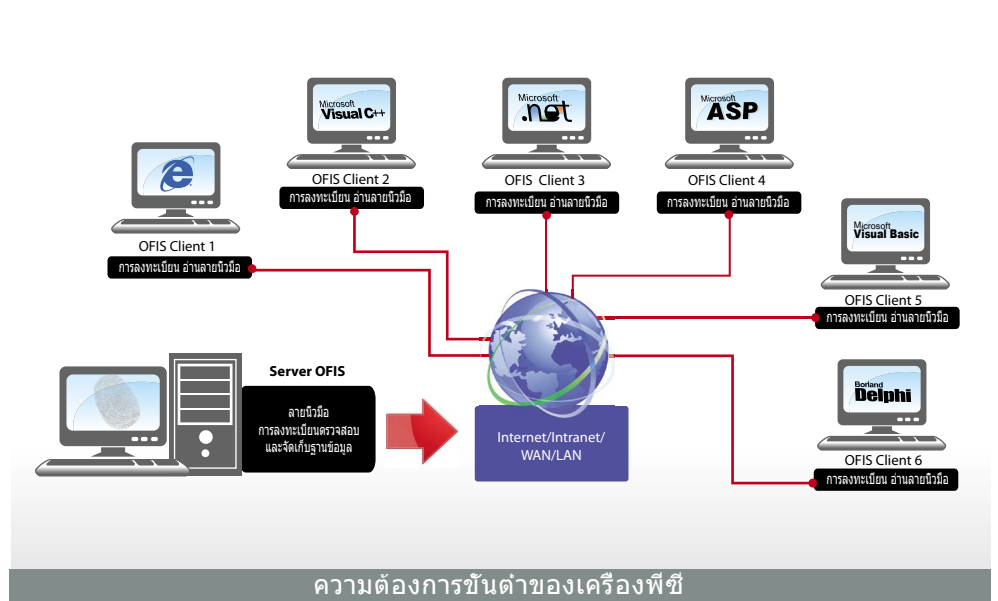 Microsoft
Visual C++
OFIS Client 2
การลงทะเบียน อ่านลายนิ้วมือ
Microsoft
.net
OFIS Client 3
การลงทะเบียน อ่านลายนิ้วมือ
Microsoft
ASP
OFIS Client 4
การลงทะเบียน อ่านลายนิ้วมือ
OFIS Client 1
การลงทะเบียน อ่านลายนิ้วมือ
Microsoft
Visual Basic
OFIS Client 5
การลงทะเบียน อ่านลายนิ้วมือ
Server OFIS
ลายนิ้วมือ
การลงทะเบียนตรวจสอบ
และจัดเก็บฐานข้อมูล
Internet/Intranet/
WAN/LAN
Borland
Delphi
OFIS Client 6
การลงทะเบียน อ่านลายนิ้วมือ
ความต้องการขั้นต่ำของเครื่องพีซี